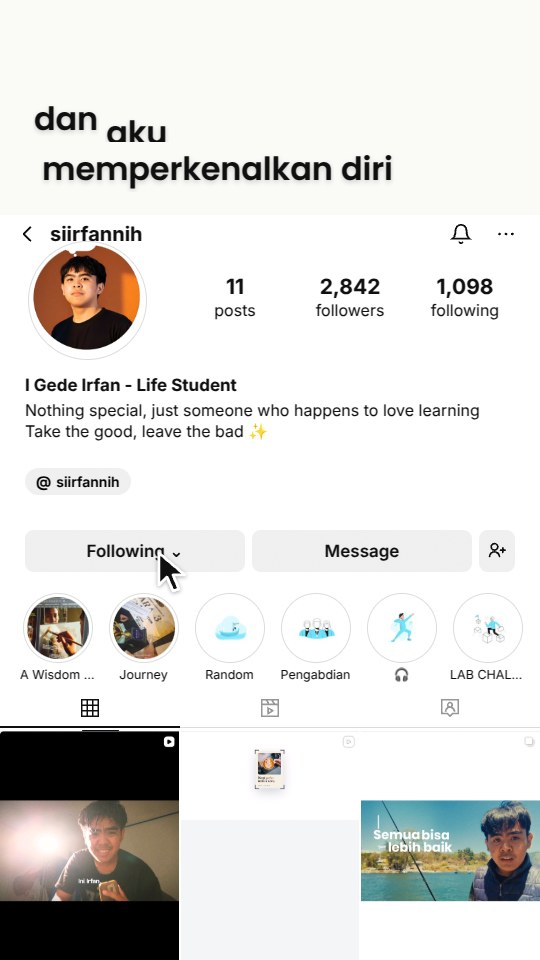 dan aku
memperkenalkan diri
siirfannih
11
posts
2,842
followers
1,098
following
I Gede Irfan - Life Student
Nothing special, just someone who happens to love learning
Take the good, leave the bad ✨
@ siirfannih
Following
Message
A Wisdom ...
Journey
Random
Pengabdian
🎧
LAB CHAL...
ini Irfan,
Semua bisa
lebih baik